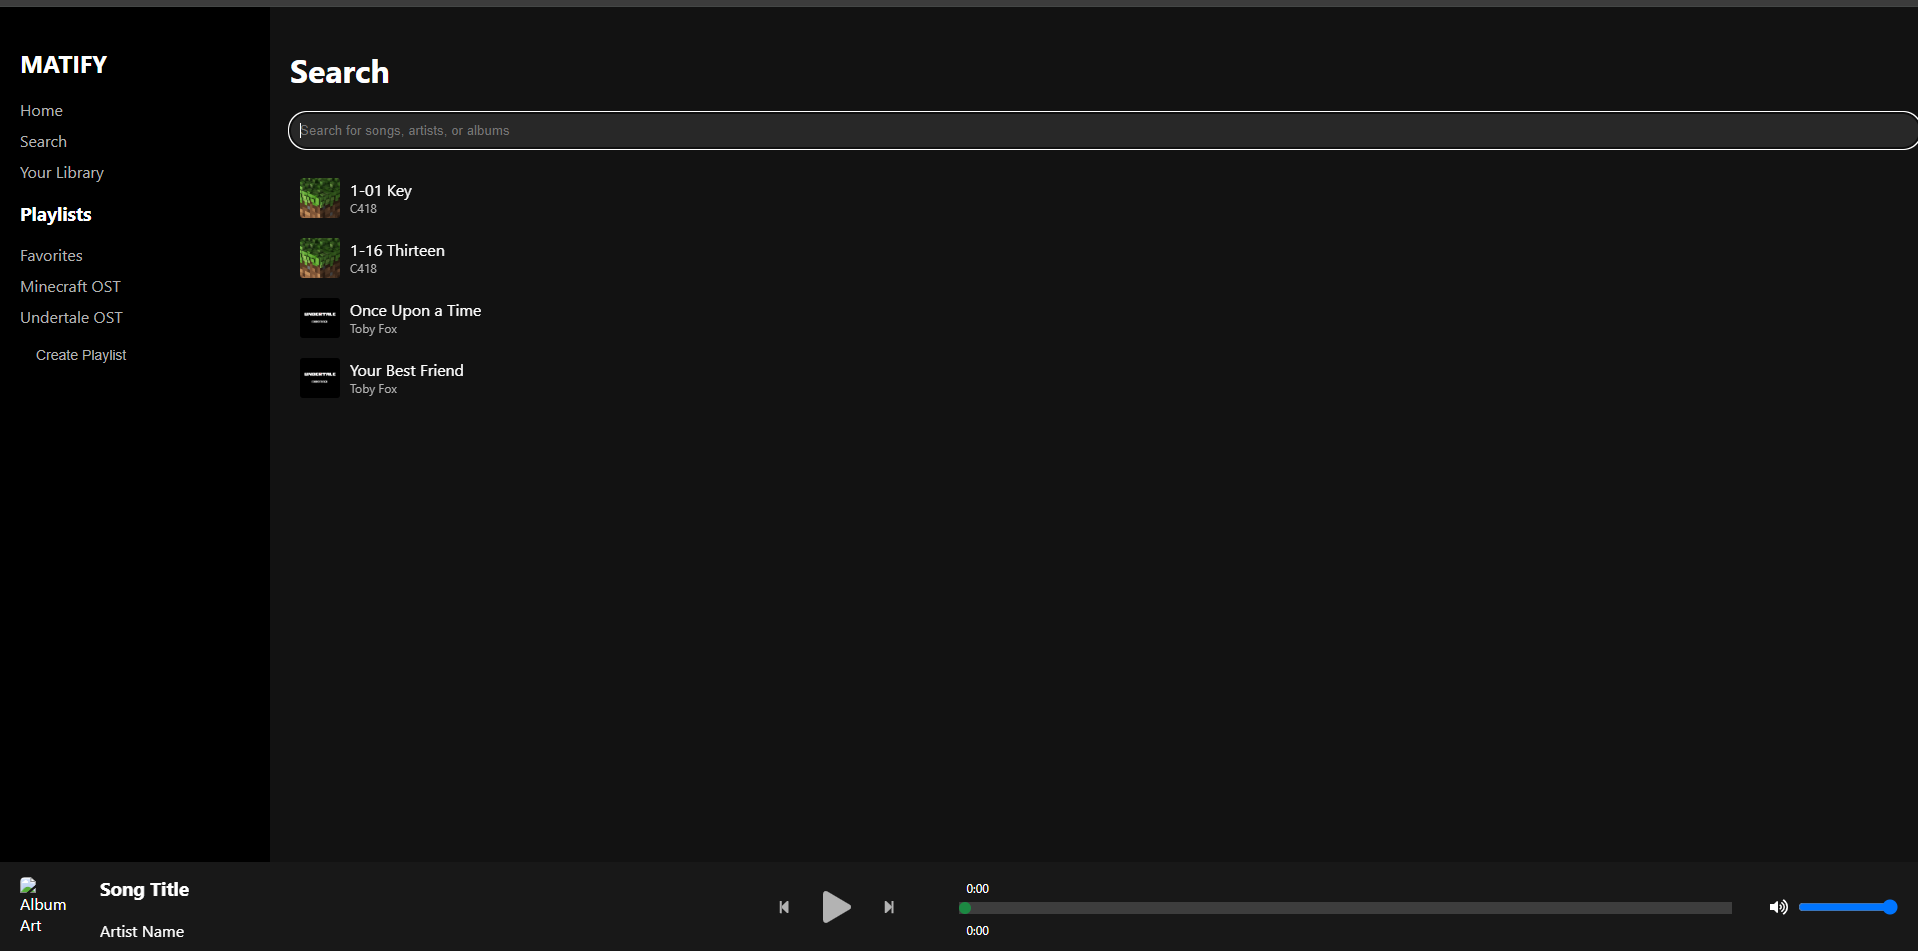 MATIFY
Home
Search
Your Library
Playlists
Favorites
Minecraft OST
Undertale OST
Create Playlist
Search
Search for songs, artists, or albums
1-01 Key
C418
1-16 Thirteen
C418
UNDERTALE
Once Upon a Time
Toby Fox
UNDERTALE
Your Best Friend
Toby Fox
Album
Art
Song Title
Artist Name
0:00
0:00